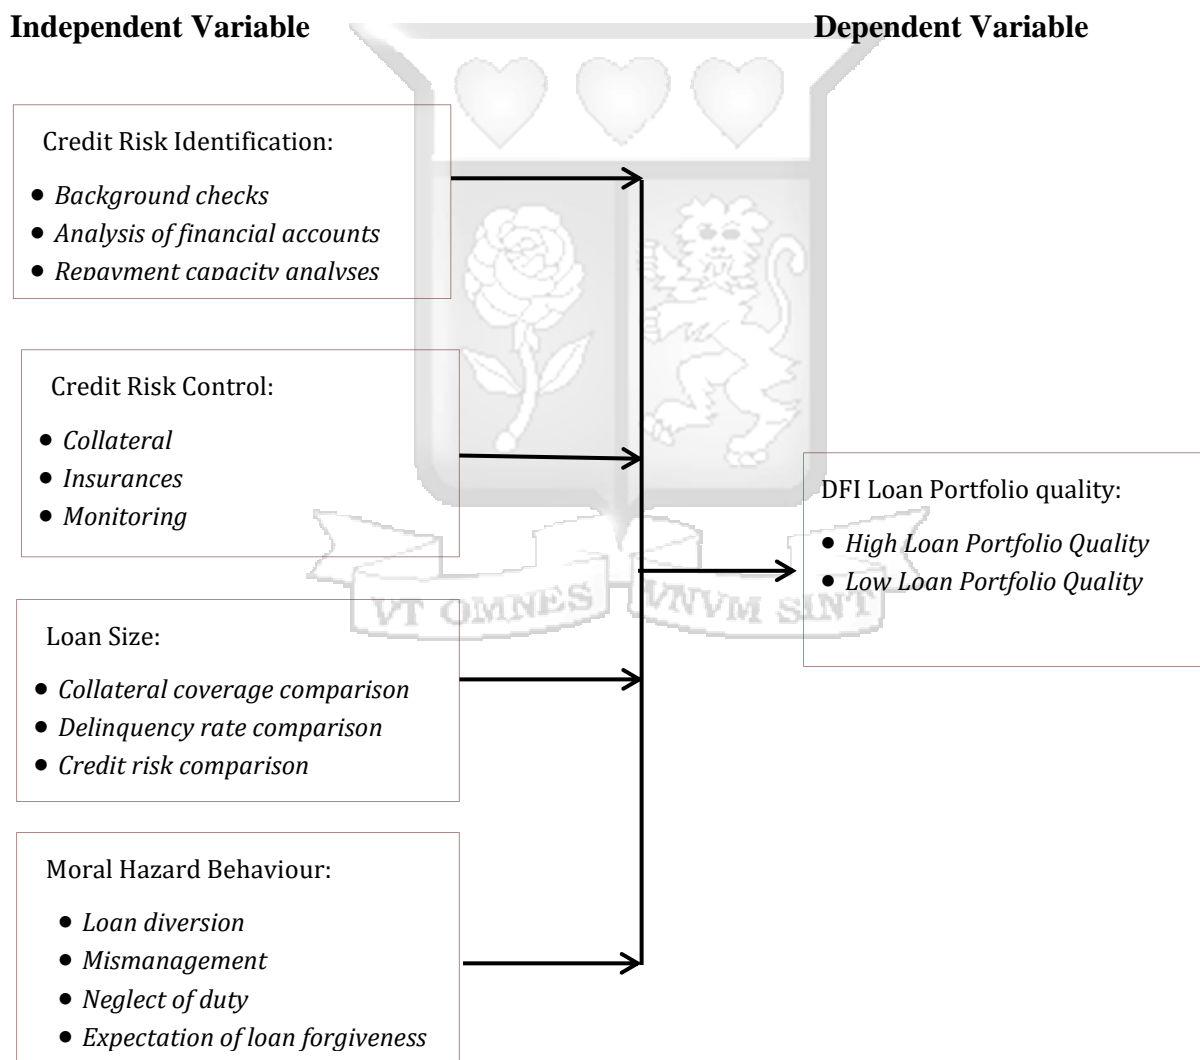 Independent Variable
Dependent Variable
Credit Risk Identification:
• Background checks
• Analysis of financial accounts
• Repayment capacity analyses
Credit Risk Control:
• Collateral
• Insurances
• Monitoring
DFI Loan Portfolio quality:
• High Loan Portfolio Quality
• Low Loan Portfolio Quality
VT OMNES VNVM SINT
Loan Size:
• Collateral coverage comparison
• Delinquency rate comparison
• Credit risk comparison
Moral Hazard Behaviour:
• Loan diversion
• Mismanagement
• Neglect of duty
• Expectation of loan forgiveness